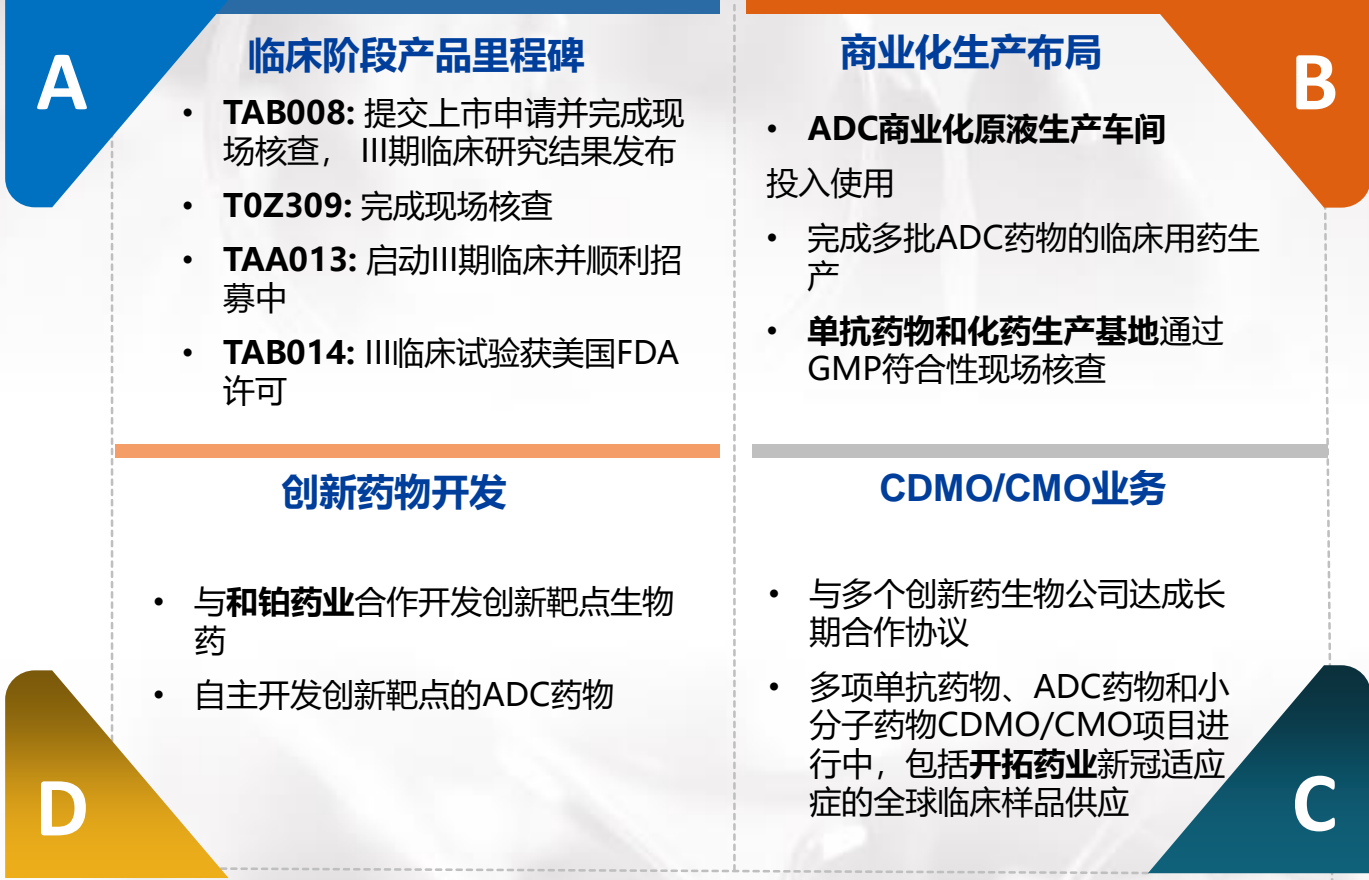 A
临床阶段产品里程碑
• TAB008: 提交上市申请并完成现
场核查， III期临床研究结果发布
• T0Z309: 完成现场核查
• TAA013: 启动III期临床并顺利招
募中
• TAB014: III临床试验获美国FDA
许可
商业化生产布局
B
• ADC商业化原液生产车间
投入使用
• 完成多批ADC药物的临床用药生
产
• 单抗药物和化药生产基地通过
GMP符合性现场核查
创新药物开发
• 与和铂药业合作开发创新靶点生物
药
• 自主开发创新靶点的ADC药物
D
CDMO/CMO业务
• 与多个创新药生物公司达成长
期合作协议
• 多项单抗药物、ADC药物和小
分子药物CDMO/CMO项目进
行中，包括开拓药业新冠适应
症的全球临床样品供应
C